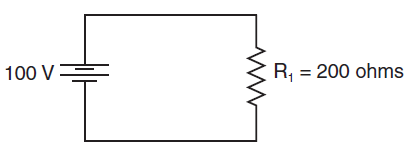 100 V
R₁ = 200 ohms